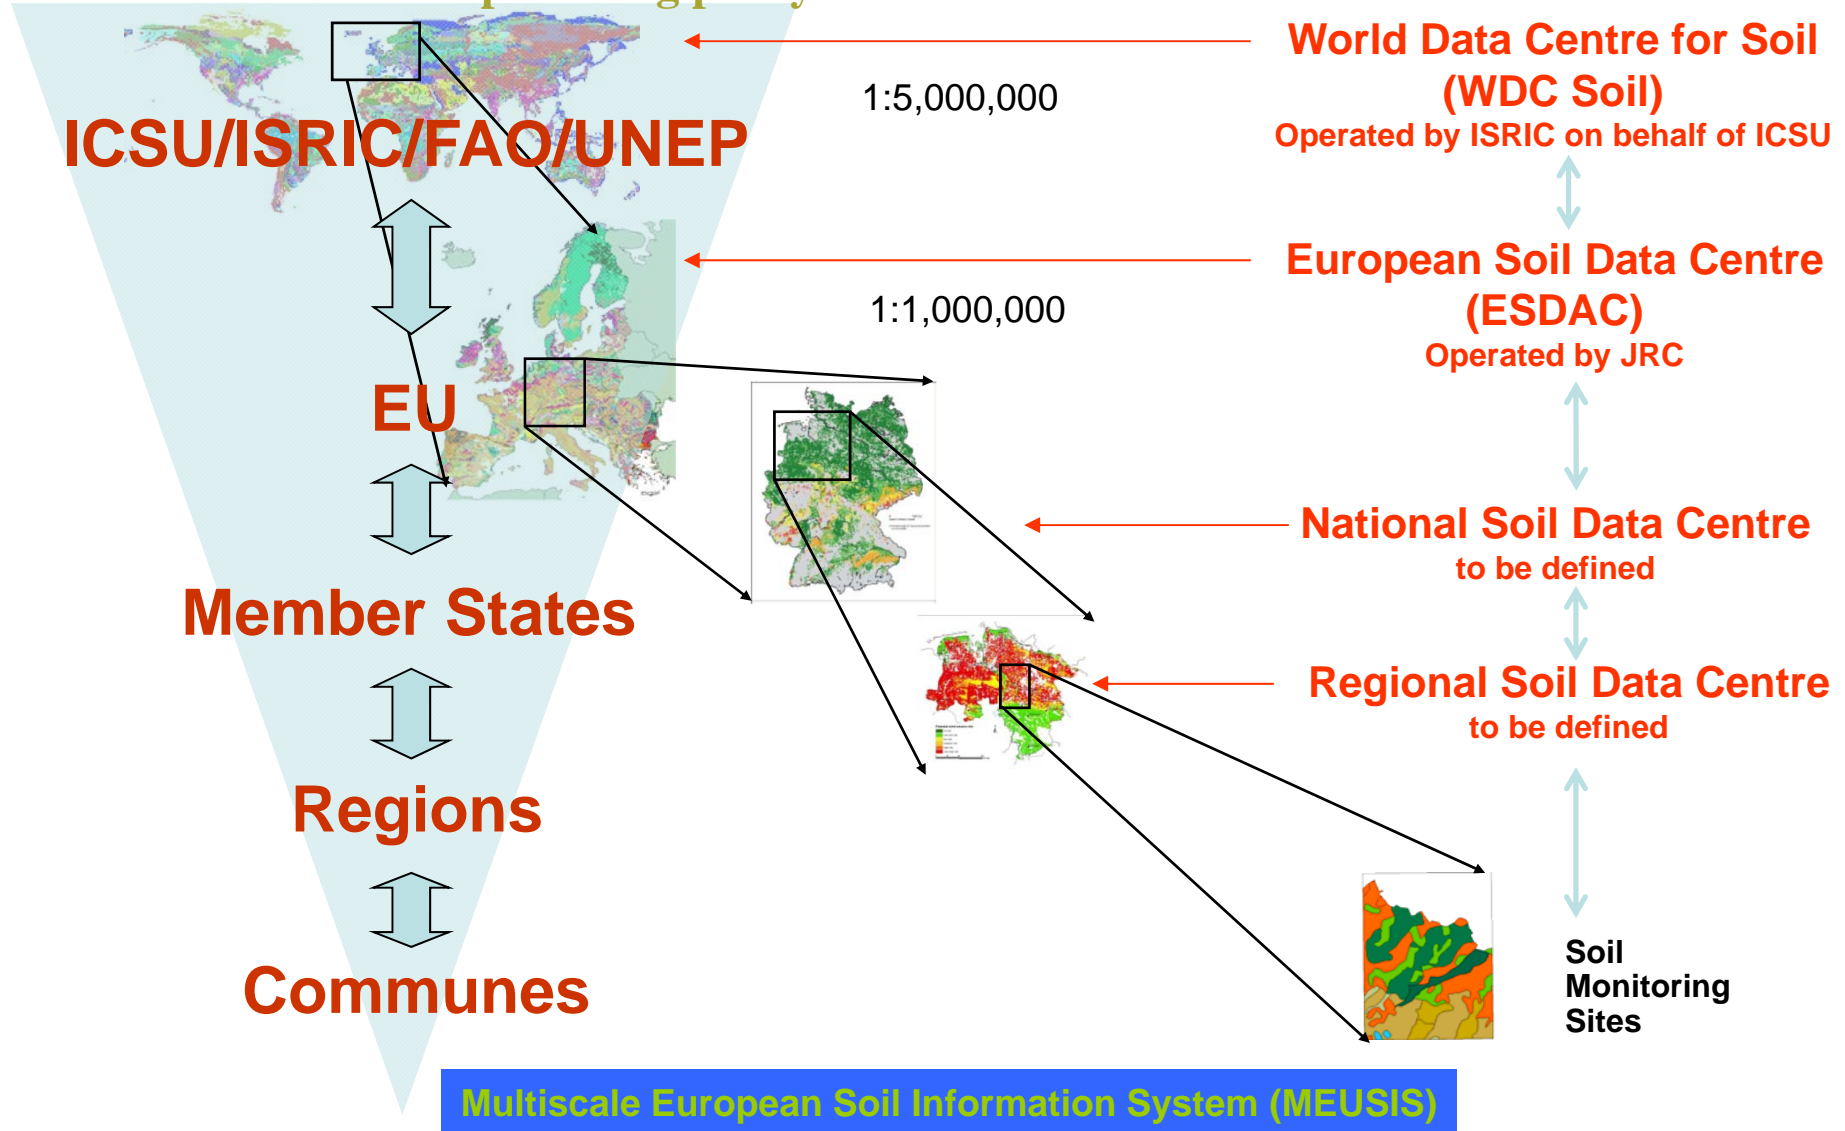 World Data Centre for Soil
(WDC Soil)
Operated by ISRIC on behalf of ICSU
1:5,000,000
ICSU/ISRIC/FAO/UNEP
European Soil Data Centre
(ESDAC)
Operated by JRC
1:1,000,000
EU
National Soil Data Centre
to be defined
Member States
Regional Soil Data Centre
to be defined
Regions
Communes
Soil
Monitoring
Sites
Multiscale European Soil Information System (MEUSIS)